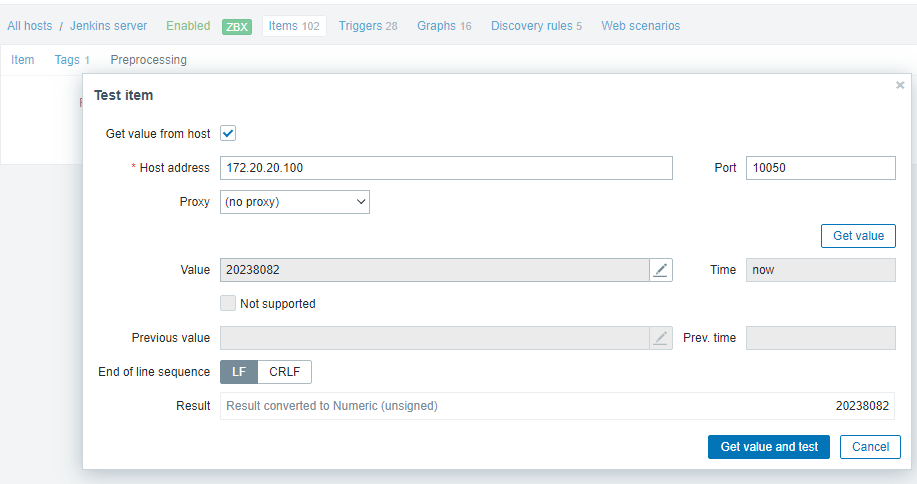 All hosts / Jenkins server Enabled ZBX Items 102 Triggers 28 Graphs 16 Discovery rules 5 Web scenarios
Item Tags 1 Preprocessing
Test item ×
Get value from host
* Host address 172.20.20.100 Port 10050
Proxy (no proxy)
Get value
Value 20238082 Time now
Not supported
Previous value Prev. time
End of line sequence LF CRLF
Result Result converted to Numeric (unsigned) 20238082
Get value and test Cancel